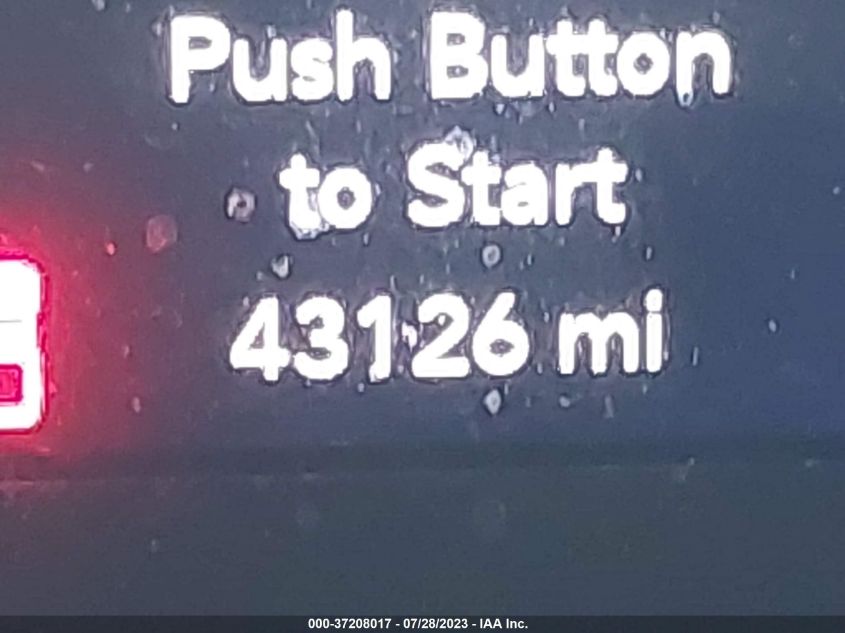 Push Button
to Start
43126 mi
000-37208017 - 07/28/2023 - IAA Inc.